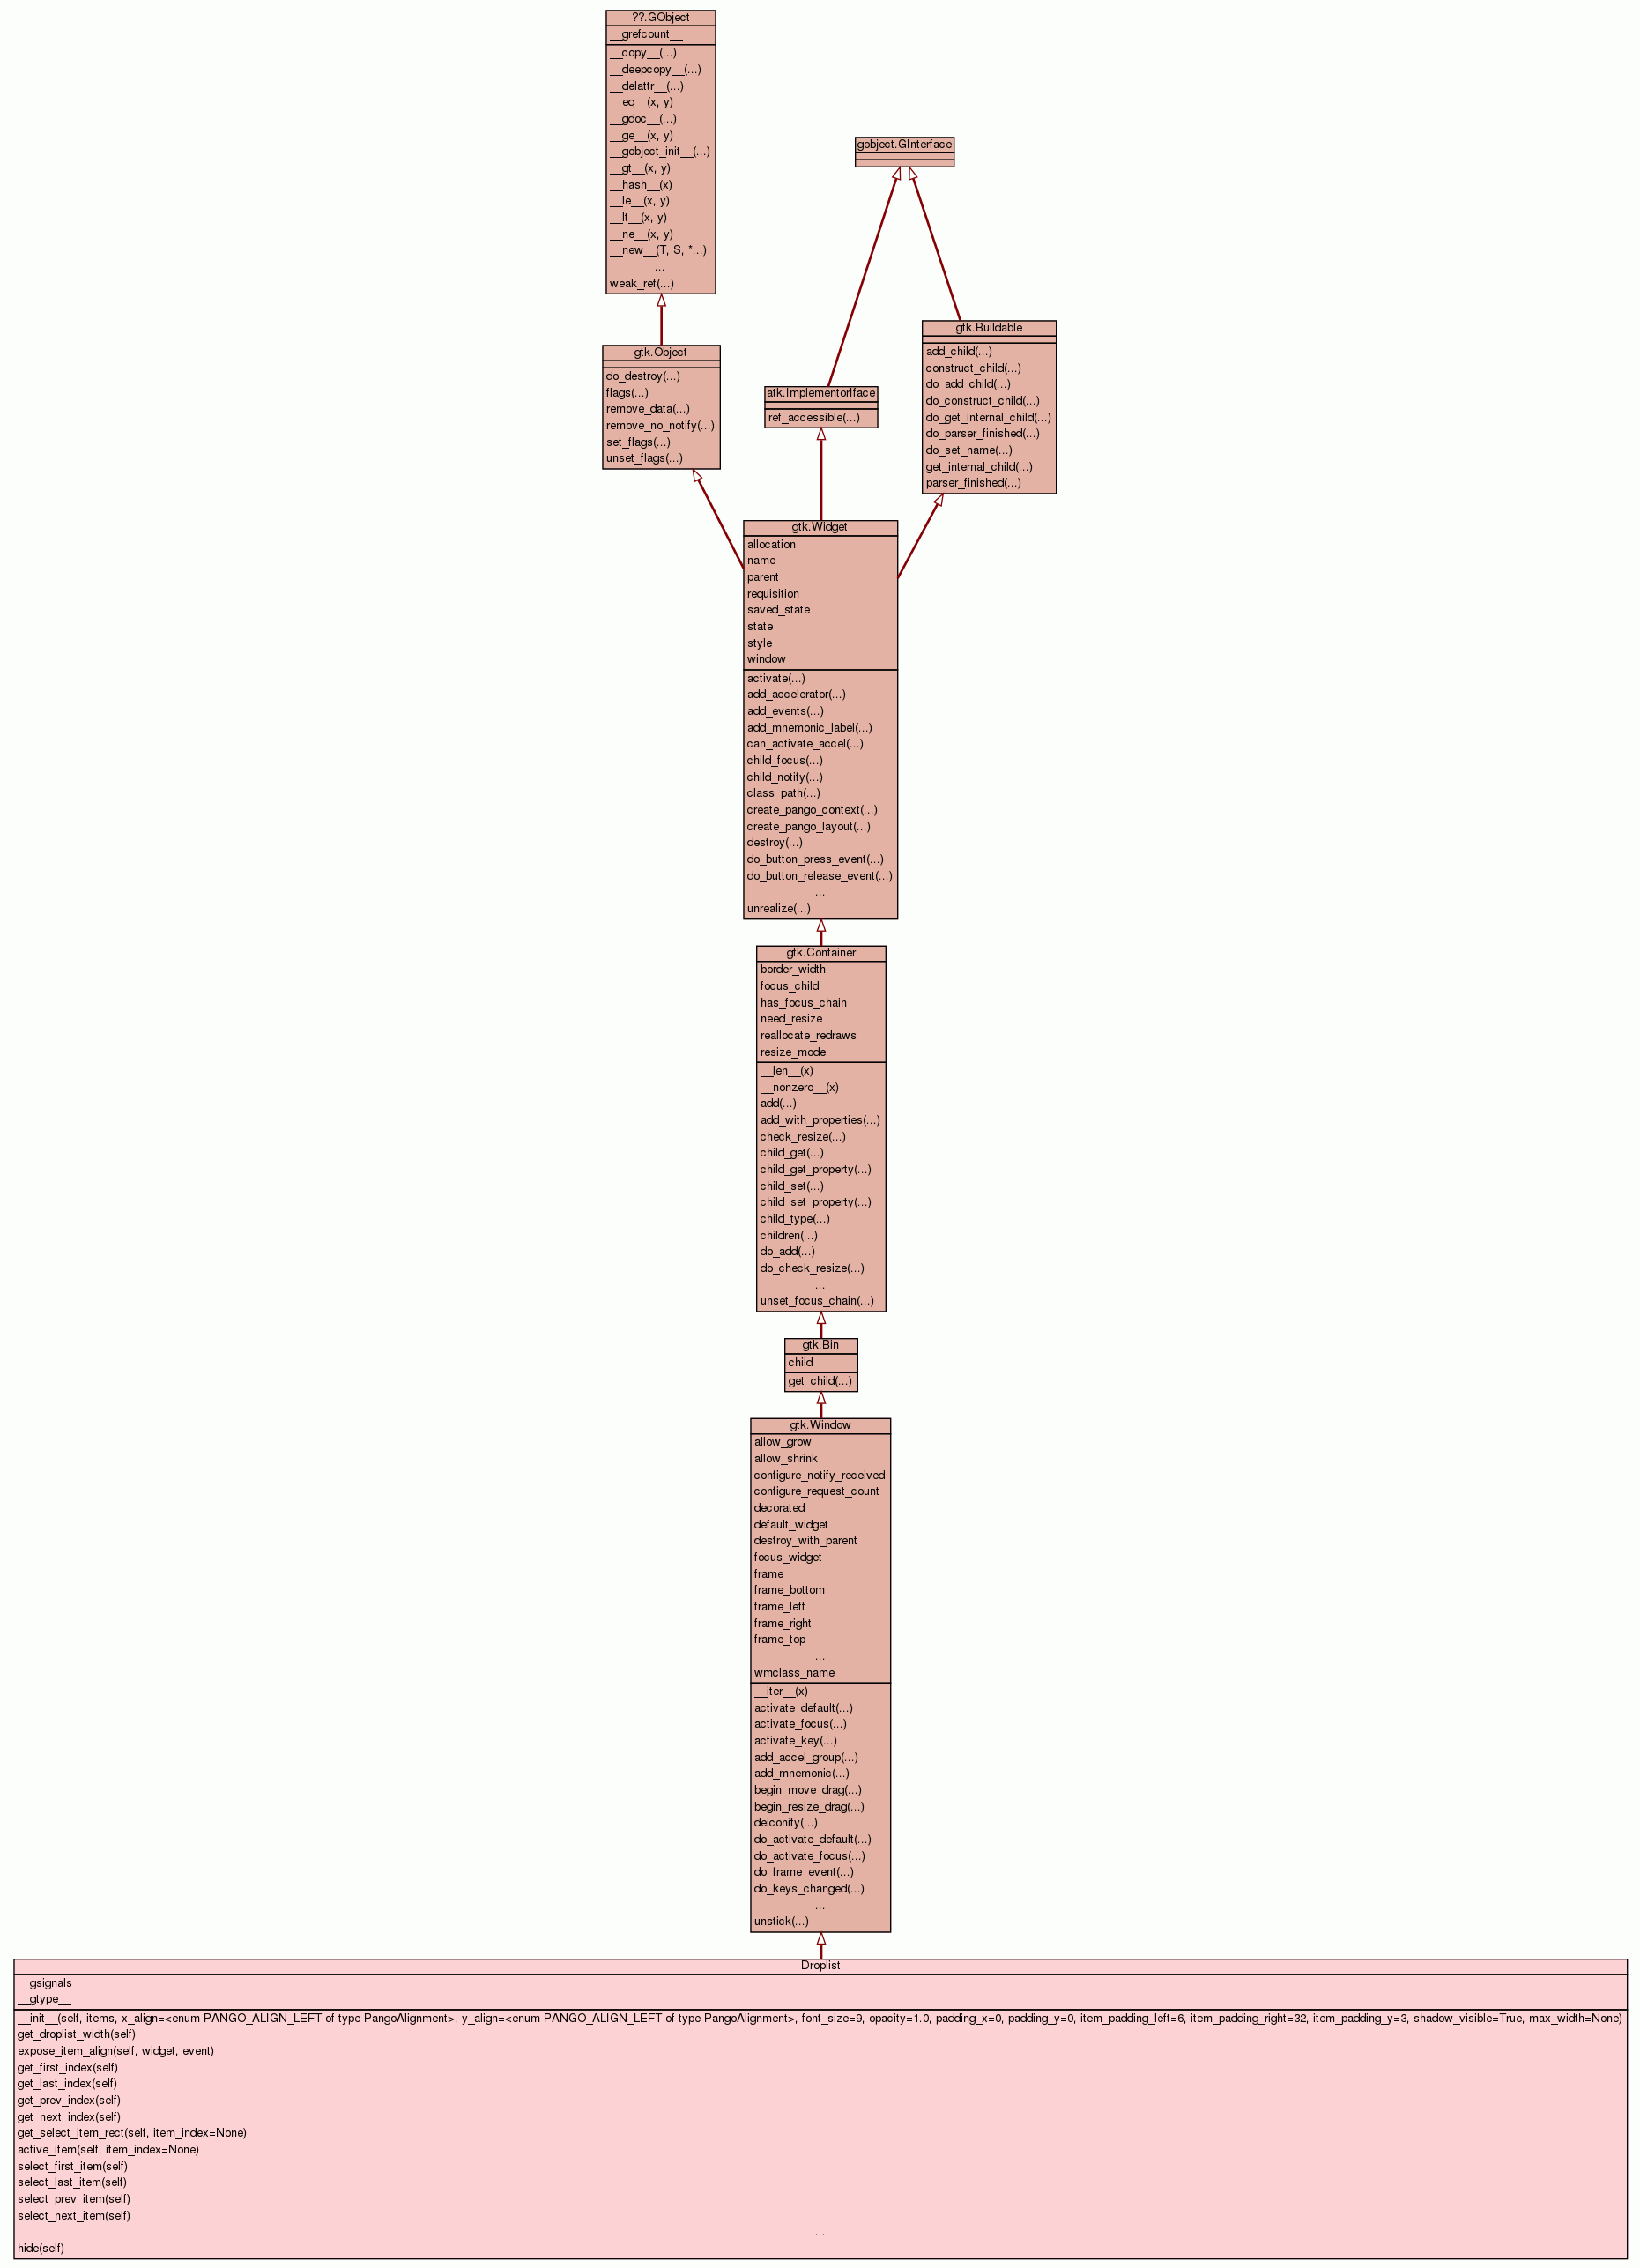 ??.GObject
__grefcount__
__copy__(...)
__deepcopy__(...)
__delattr__(...)
__eq__(x, y)
__gdoc__(...)
__ge__(x, y)
__gobject_init__(...)
__gt__(x, y)
__hash__(x)
__le__(x, y)
__lt__(x, y)
__ne__(x, y)
__new__(T, S, *...)
...
weak_ref(...)
gobject.GInterface
gtk.Object
do_destroy(...)
flags(...)
remove_data(...)
remove_no_notify(...)
set_flags(...)
unset_flags(...)
atk.ImplementorIface
ref_accessible(...)
gtk.Buildable
add_child(...)
construct_child(...)
do_add_child(...)
do_construct_child(...)
do_get_internal_child(...)
do_parser_finished(...)
do_set_name(...)
get_internal_child(...)
parser_finished(...)
gtk.Widget
allocation
name
parent
requisition
saved_state
state
style
window
activate(...)
add_accelerator(...)
add_events(...)
add_mnemonic_label(...)
can_activate_accel(...)
child_focus(...)
child_notify(...)
class_path(...)
create_pango_context(...)
create_pango_layout(...)
destroy(...)
do_button_press_event(...)
do_button_release_event(...)
...
unrealize(...)
gtk.Container
border_width
focus_child
has_focus_chain
need_resize
reallocate_redraws
resize_mode
__len__(x)
__nonzero__(x)
add(...)
add_with_properties(...)
check_resize(...)
child_get(...)
child_get_property(...)
child_set(...)
child_set_property(...)
child_type(...)
children(...)
do_add(...)
do_check_resize(...)
...
unset_focus_chain(...)
gtk.Bin
child
get_child(...)
gtk.Window
allow_grow
allow_shrink
configure_notify_received
configure_request_count
decorated
default_widget
destroy_with_parent
focus_widget
frame
frame_bottom
frame_left
frame_right
frame_top
...
wmclass_name
__iter__(x)
activate_default(...)
activate_focus(...)
activate_key(...)
add_accel_group(...)
add_mnemonic(...)
begin_move_drag(...)
begin_resize_drag(...)
deiconify(...)
do_activate_default(...)
do_activate_focus(...)
do_frame_event(...)
do_keys_changed(...)
...
unstick(...)
Droplist
__gsignals__
__gtype__
__init__(self, items, x_align=<enum PANGO_ALIGN_LEFT of type PangoAlignment>, y_align=<enum PANGO_ALIGN_LEFT of type PangoAlignment>, font_size=9, opacity=1.0, padding_x=0, padding_y=0, item_padding_left=6, item_padding_right=32, item_padding_y=3, shadow_visible=True, max_width=None)
get_droplist_width(self)
expose_item_align(self, widget, event)
get_first_index(self)
get_last_index(self)
get_prev_index(self)
get_next_index(self)
get_select_item_rect(self, item_index=None)
active_item(self, item_index=None)
select_first_item(self)
select_last_item(self)
select_prev_item(self)
select_next_item(self)
...
hide(self)